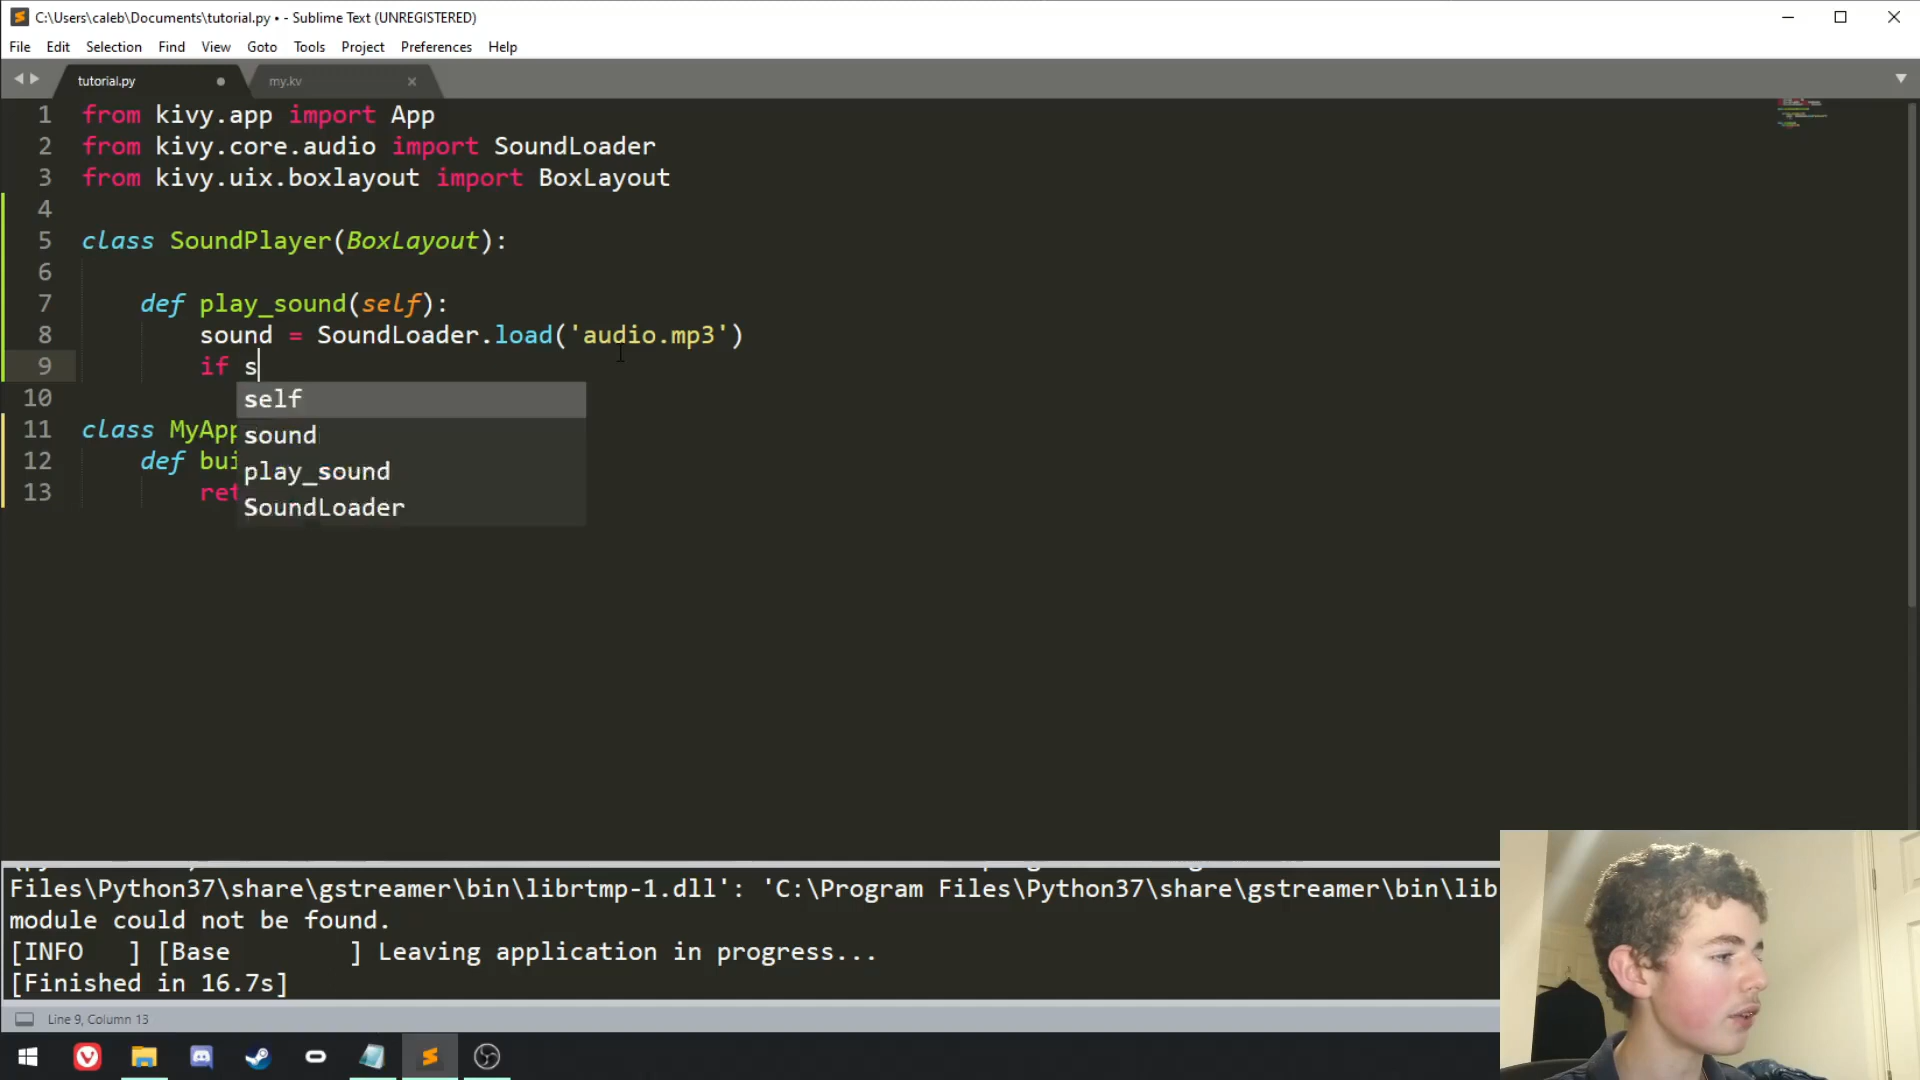 C:\Users\caleb\Documents\tutorial.py • - Sublime Text (UNREGISTERED)
File Edit Selection Find View Goto Tools Project Preferences Help
tutorial.py
my.kv
1 from kivy.app import App
2 from kivy.core.audio import SoundLoader
3 from kivy.uix.boxlayout import BoxLayout
4
5 class SoundPlayer(BoxLayout):
6
7 def play_sound(self):
8 sound = SoundLoader.load('audio.mp3')
9 if s
10 self
11 class MyApp sound
12 def bui play_sound
13 ret SoundLoader
Files\Python37\share\gstreamer\bin\librtmp-1.dll': 'C:\Program Files\Python37\share\gstreamer\bin\lib
module could not be found.
[INFO ] [Base ] Leaving application in progress...
[Finished in 16.7s]
Line 9, Column 13